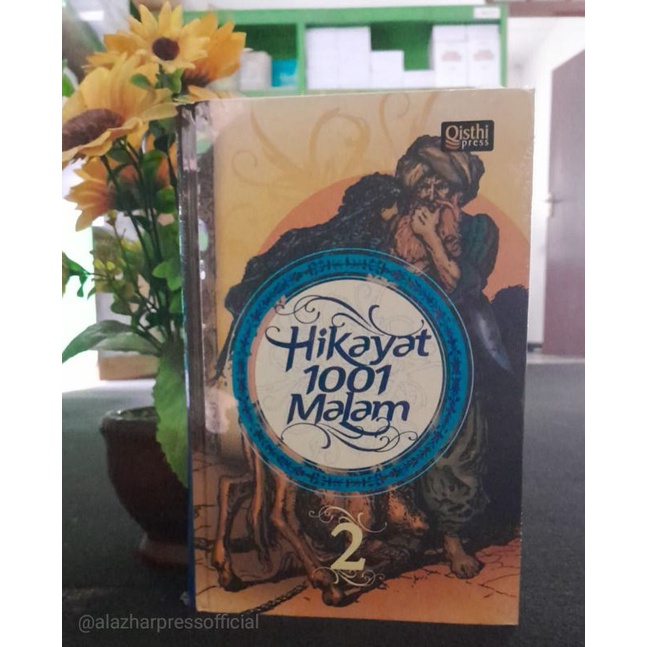 Qisthi
press
Hikayat
1001
Malam
2
@alazharpressofficial